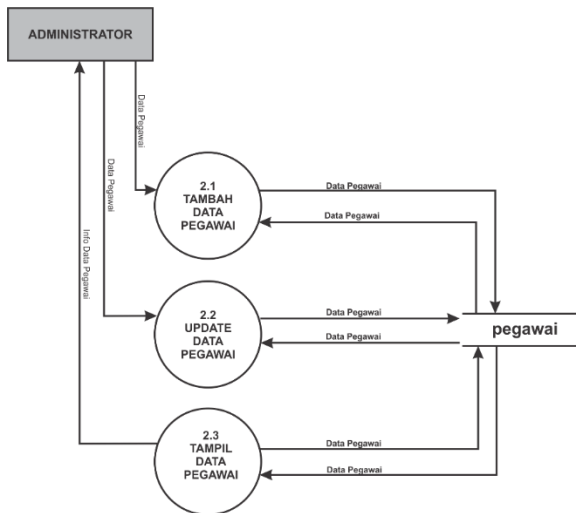 ADMINISTRATOR
Data Pegawai
Data Pegawai
Info Data Pegawai
2.1
TAMBAH
DATA
PEGAWAI
Data Pegawai
Data Pegawai
2.2
UPDATE
DATA
PEGAWAI
Data Pegawai
Data Pegawai
pegawai
2.3
TAMPIL
DATA
PEGAWAI
Data Pegawai
Data Pegawai